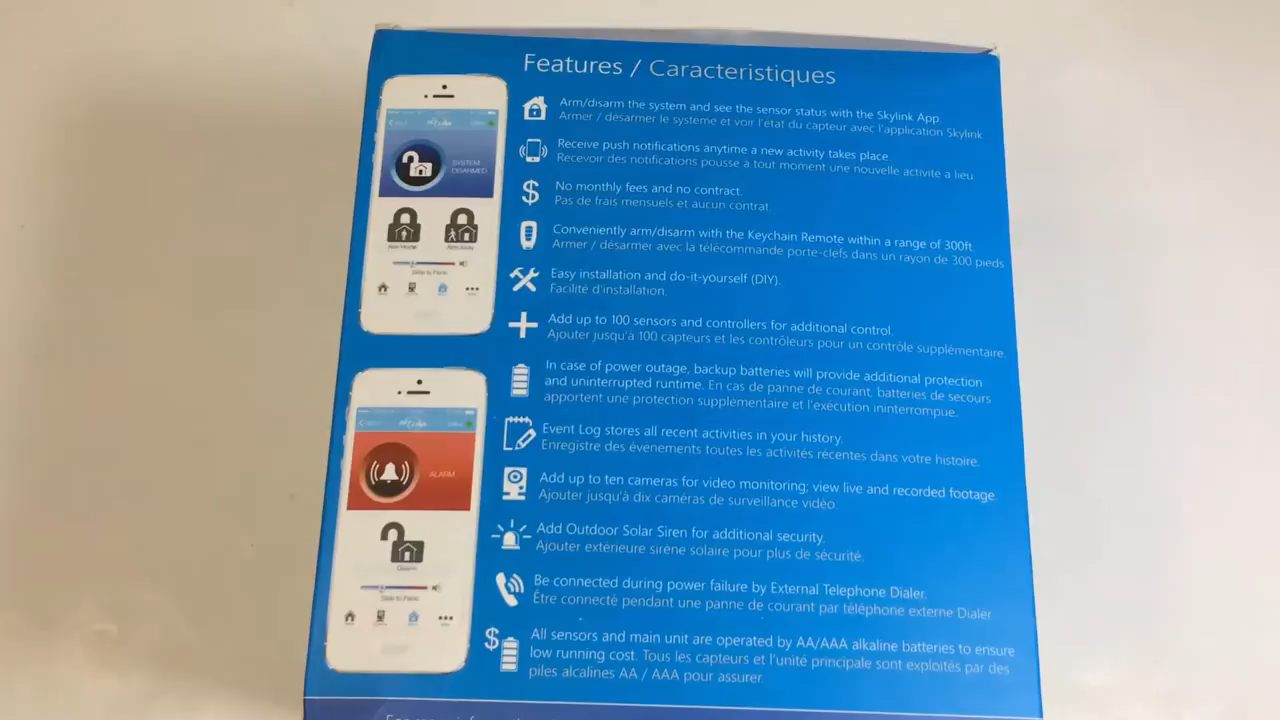 Features / Caracteristiques
Arm/disarm the system and see the sensor status with the Skylink App.
Armer / désarmer le systeme et voir l'état du capteur avec l'application Skylink
Receive push notifications anytime a new activity takes place.
Recevoir des notifications pousse à tout moment une nouvelle activite a lieu
No monthly fees and no contract.
Pas de frais mensuels et aucun contrat.
Conveniently arm/disarm with the Keychain Remote within a range of 300ft.
Armer / désarmer avec la télécommande porte-clefs dans un rayon de 300 pieds
Easy installation and do-it-yourself (DIY).
Facilité d'installation.
Add up to 100 sensors and controllers for additional control.
Ajouter jusqu'à 100 capteurs et les contrôleurs pour un contrôle supplémentaire.
In case of power outage, backup batteries will provide additional protection
and uninterrupted runtime. En cas de panne de courant, batteries de secours
apportent une protection supplémentaire et l'exécution ininterrompue.
Event Log stores all recent activities in your history.
Enregistre des évenements toutes les activités récentes dans votre histoire.
Add up to ten cameras for video monitoring; view live and recorded footage.
Ajouter jusqu'à dix caméras de surveillance vidéo.
Add Outdoor Solar Siren for additional security.
Ajouter extérieure sirène solaire pour plus de sécurité.
Be connected during power failure by External Telephone Dialer.
Être connecté pendant une panne de courant par téléphone externe Dialer
All sensors and main unit are operated by AA/AAA alkaline batteries to ensure
low running cost. Tous les capteurs et l'unité principale sont exploités par des
piles alcalines AA / AAA pour assurer.
SYSTEM
DISARMED
Arm Home
Arm Away
Slide to Panic
ALARM
Disarm
Slide to Panic